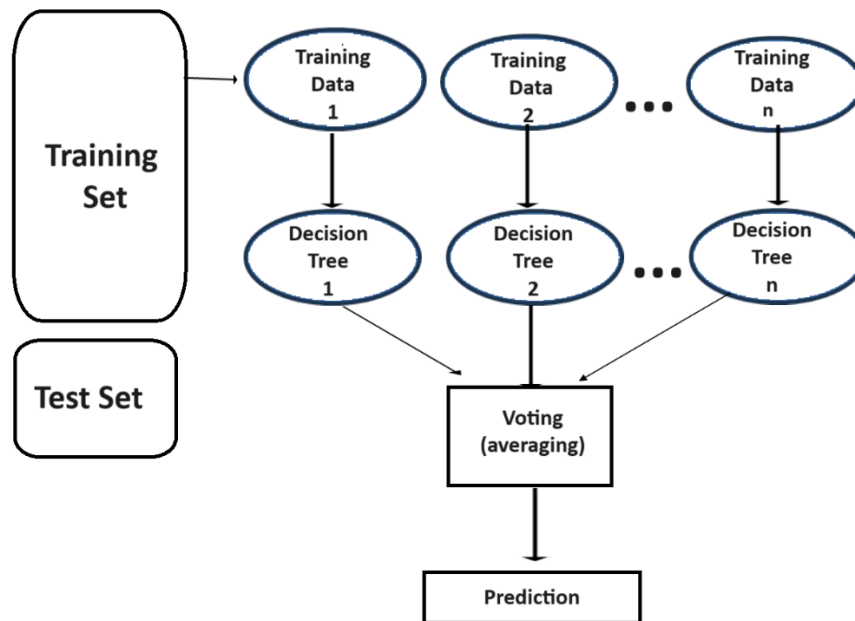 Training
Set
Training
Data
1
Training
Data
2
Training
Data
n
Decision
Tree
1
Decision
Tree
2
Decision
Tree
n
Test Set
Voting
(averaging)
Prediction